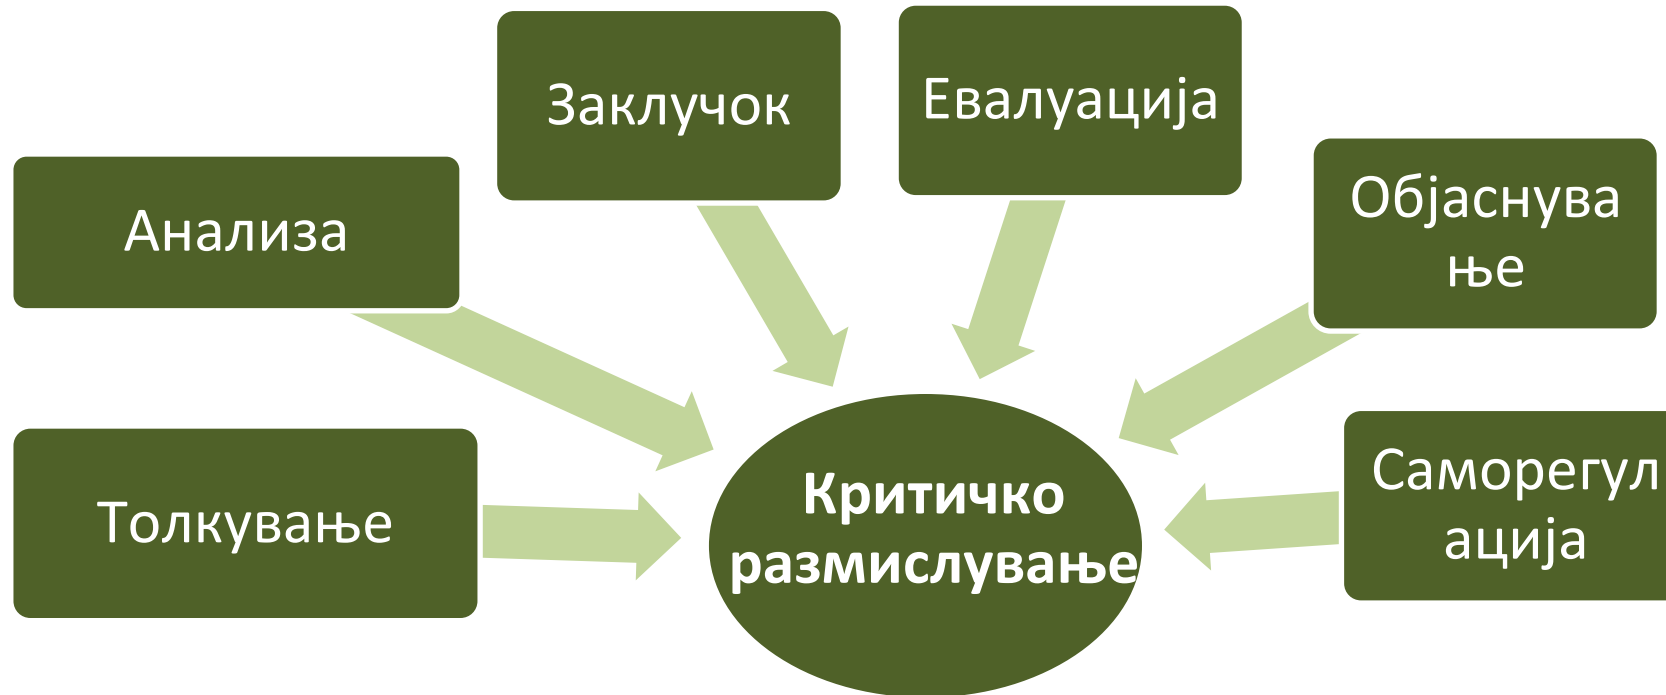 Заклучок
Евалуација
Анализа
Објаснува
ње
Толкување
Критичко
размислување
Саморегул
ација